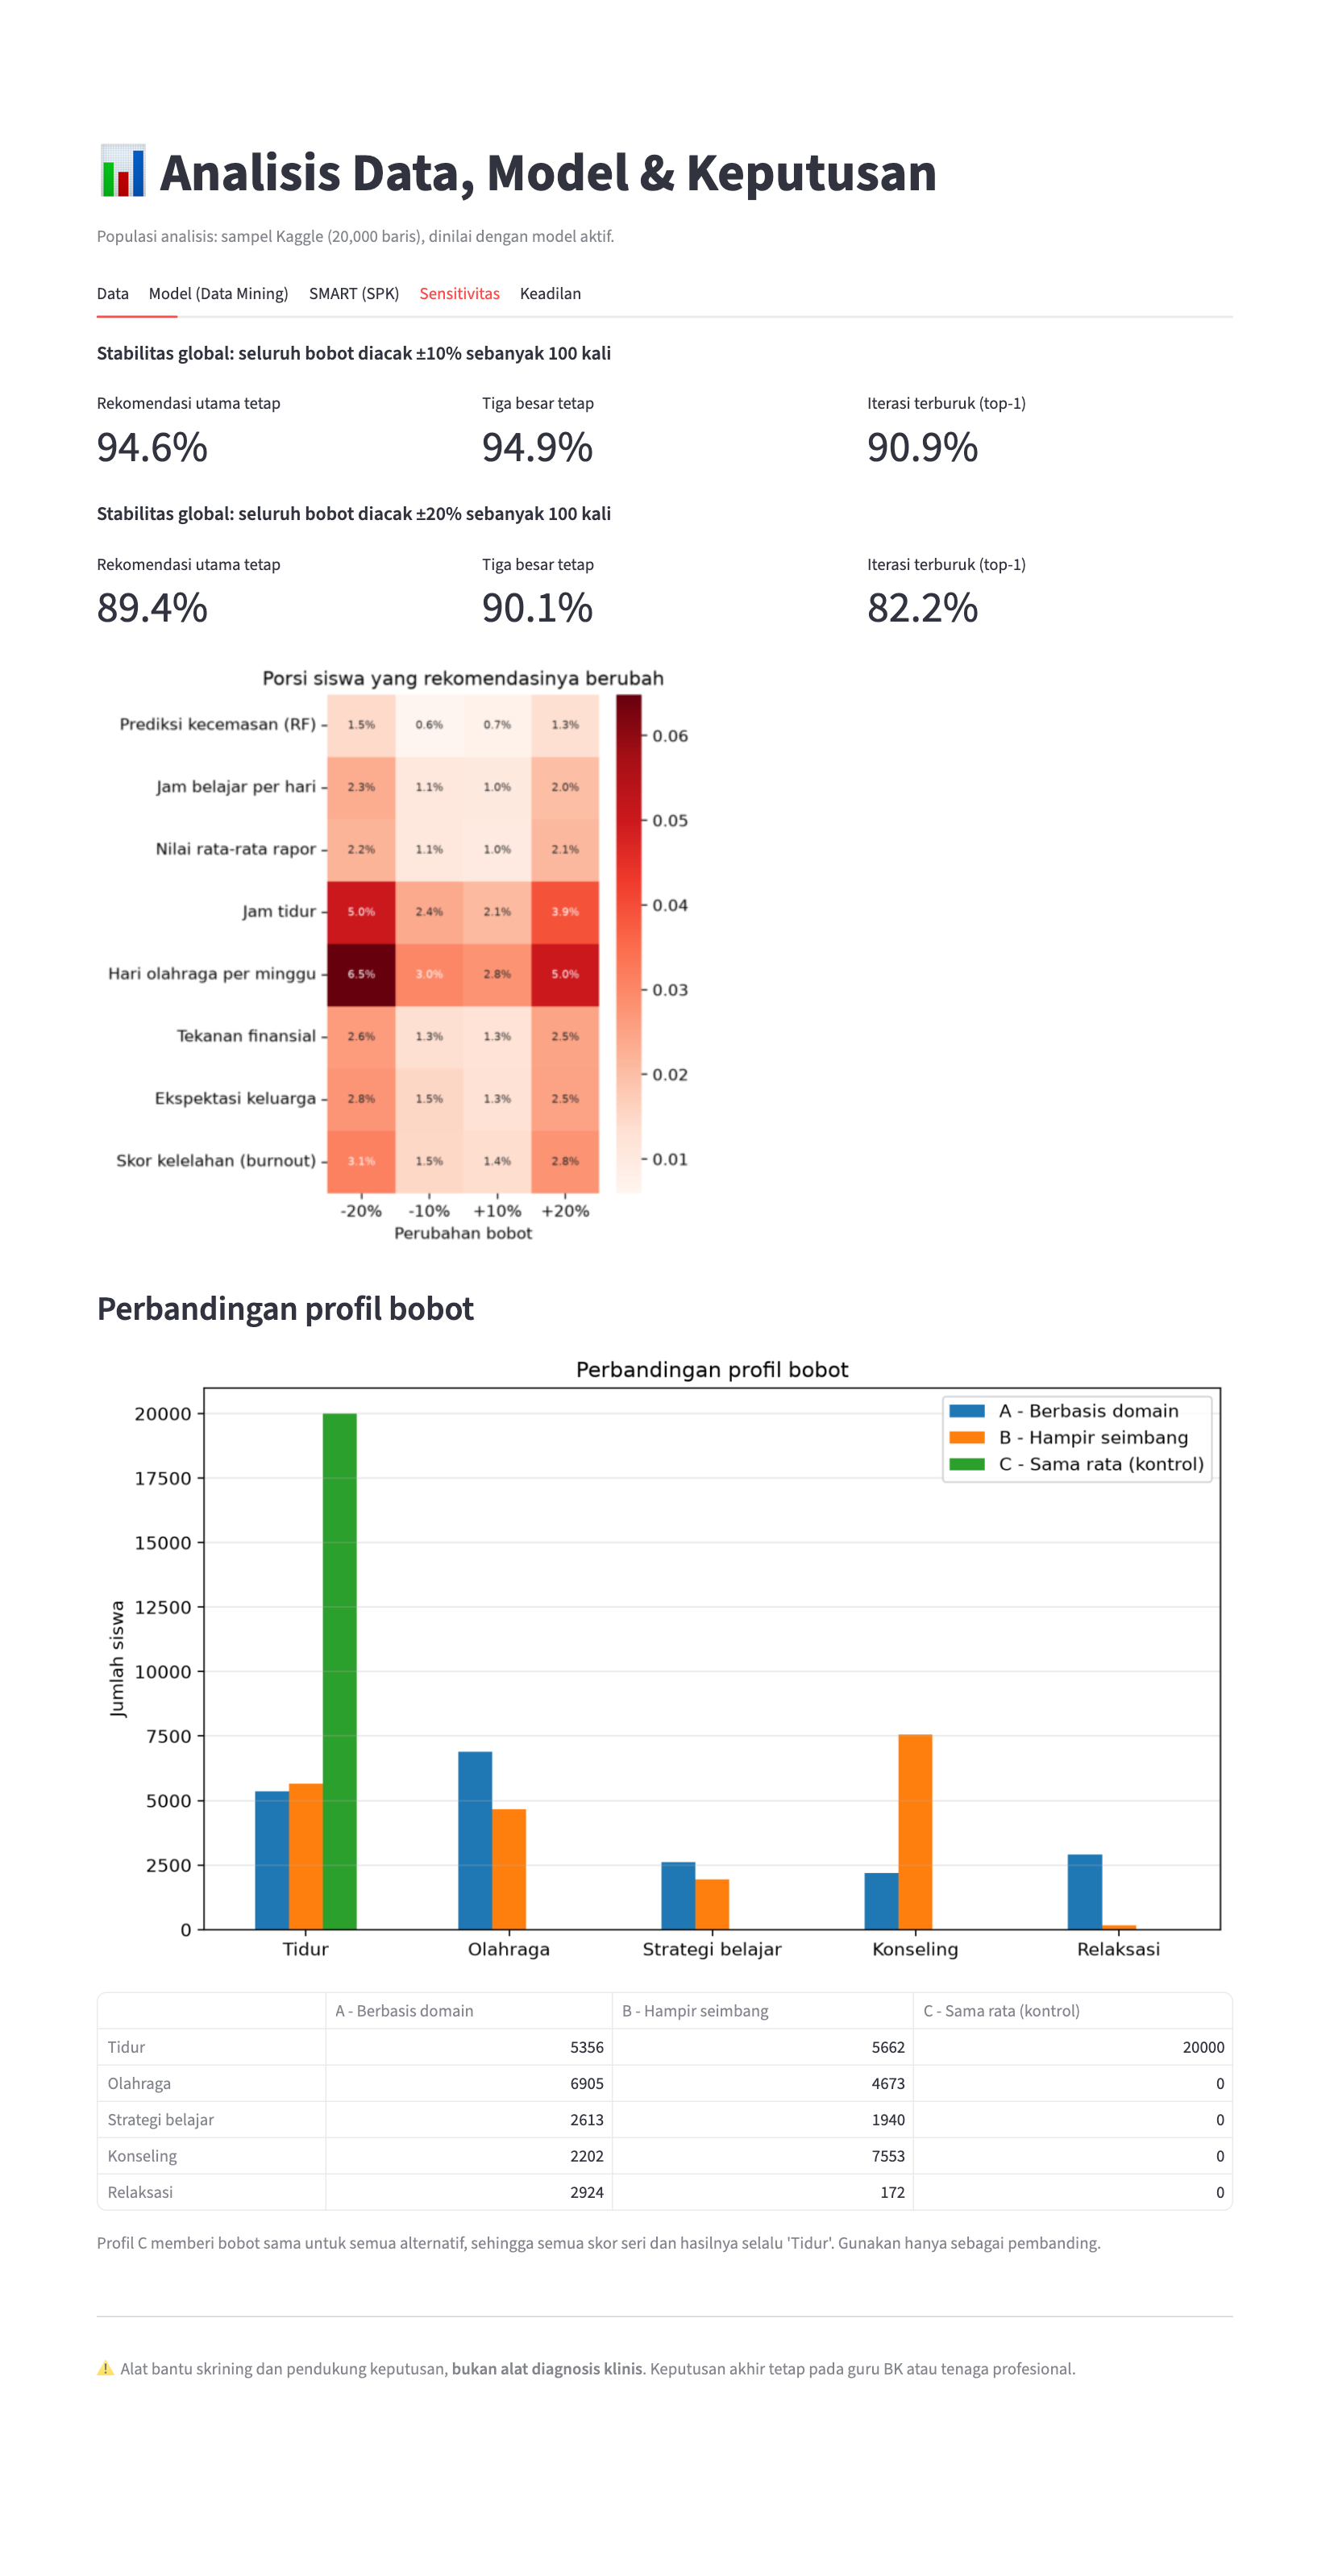 📊 Analisis Data, Model & Keputusan
Populasi analisis: sampel Kaggle (20,000 baris), dinilai dengan model aktif.
Data Model (Data Mining) SMART (SPK) Sensitivitas Keadilan
Stabilitas global: seluruh bobot diacak ±10% sebanyak 100 kali
Rekomendasi utama tetap Tiga besar tetap Iterasi terburuk (top-1)
94.6% 94.9% 90.9%
Stabilitas global: seluruh bobot diacak ±20% sebanyak 100 kali
Rekomendasi utama tetap Tiga besar tetap Iterasi terburuk (top-1)
89.4% 90.1% 82.2%
Porsi siswa yang rekomendasinya berubah
Prediksi kecemasan (RF) 1.5% 0.6% 0.7% 1.3%
Jam belajar per hari 2.3% 1.1% 1.0% 2.0%
Nilai rata-rata rapor 2.2% 1.1% 1.0% 2.1%
Jam tidur 5.0% 2.4% 2.1% 3.9%
Hari olahraga per minggu 6.5% 3.0% 2.8% 5.0%
Tekanan finansial 2.6% 1.3% 1.3% 2.5%
Ekspektasi keluarga 2.8% 1.5% 1.3% 2.5%
Skor kelelahan (burnout) 3.1% 1.5% 1.4% 2.8%
-20% -10% +10% +20%
Perubahan bobot
0.06
0.05
0.04
0.03
0.02
0.01
Perbandingan profil bobot
Perbandingan profil bobot
A - Berbasis domain
B - Hampir seimbang
C - Sama rata (kontrol)
Jumlah siswa
20000
17500
15000
12500
10000
7500
5000
2500
0
Tidur Olahraga Strategi belajar Konseling Relaksasi
A - Berbasis domain B - Hampir seimbang C - Sama rata (kontrol)
Tidur 5356 5662 20000
Olahraga 6905 4673 0
Strategi belajar 2613 1940 0
Konseling 2202 7553 0
Relaksasi 2924 172 0
Profil C memberi bobot sama untuk semua alternatif, sehingga semua skor seri dan hasilnya selalu 'Tidur'. Gunakan hanya sebagai pembanding.
⚠️ Alat bantu skrining dan pendukung keputusan, bukan alat diagnosis klinis. Keputusan akhir tetap pada guru BK atau tenaga profesional.